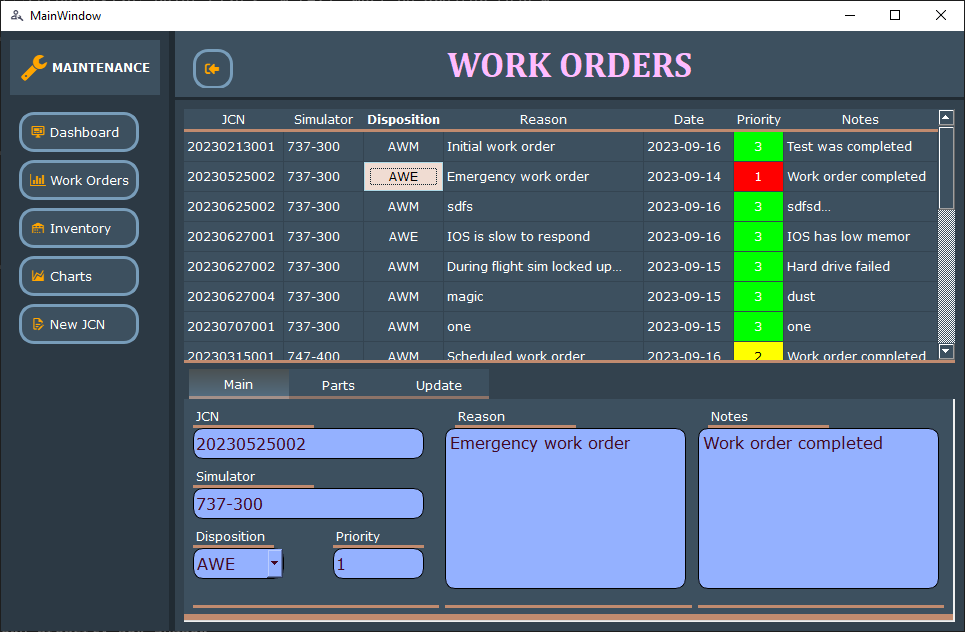 MainWindow
MAINTENANCE
WORK ORDERS
Dashboard
Work Orders
Inventory
Charts
New JCN
JCN Simulator Disposition Reason Date Priority Notes
20230213001 737-300 AWM Initial work order 2023-09-16 3 Test was completed
20230525002 737-300 AWE Emergency work order 2023-09-14 1 Work order completed
20230625002 737-300 AWM sdfs 2023-09-16 3 sdfsd...
20230627001 737-300 AWE IOS is slow to respond 2023-09-16 3 IOS has low memor
20230627002 737-300 AWM During flight sim locked up... 2023-09-15 3 Hard drive failed
20230627004 737-300 AWM magic 2023-09-15 3 dust
20230707001 737-300 AWM one 2023-09-15 3 one
20230315001 747-400 AWM Scheduled work order 2023-09-16 2 Work order completed
Main Parts Update
JCN
20230525002
Simulator
737-300
Disposition Priority
AWE 1
Reason
Emergency work order
Notes
Work order completed